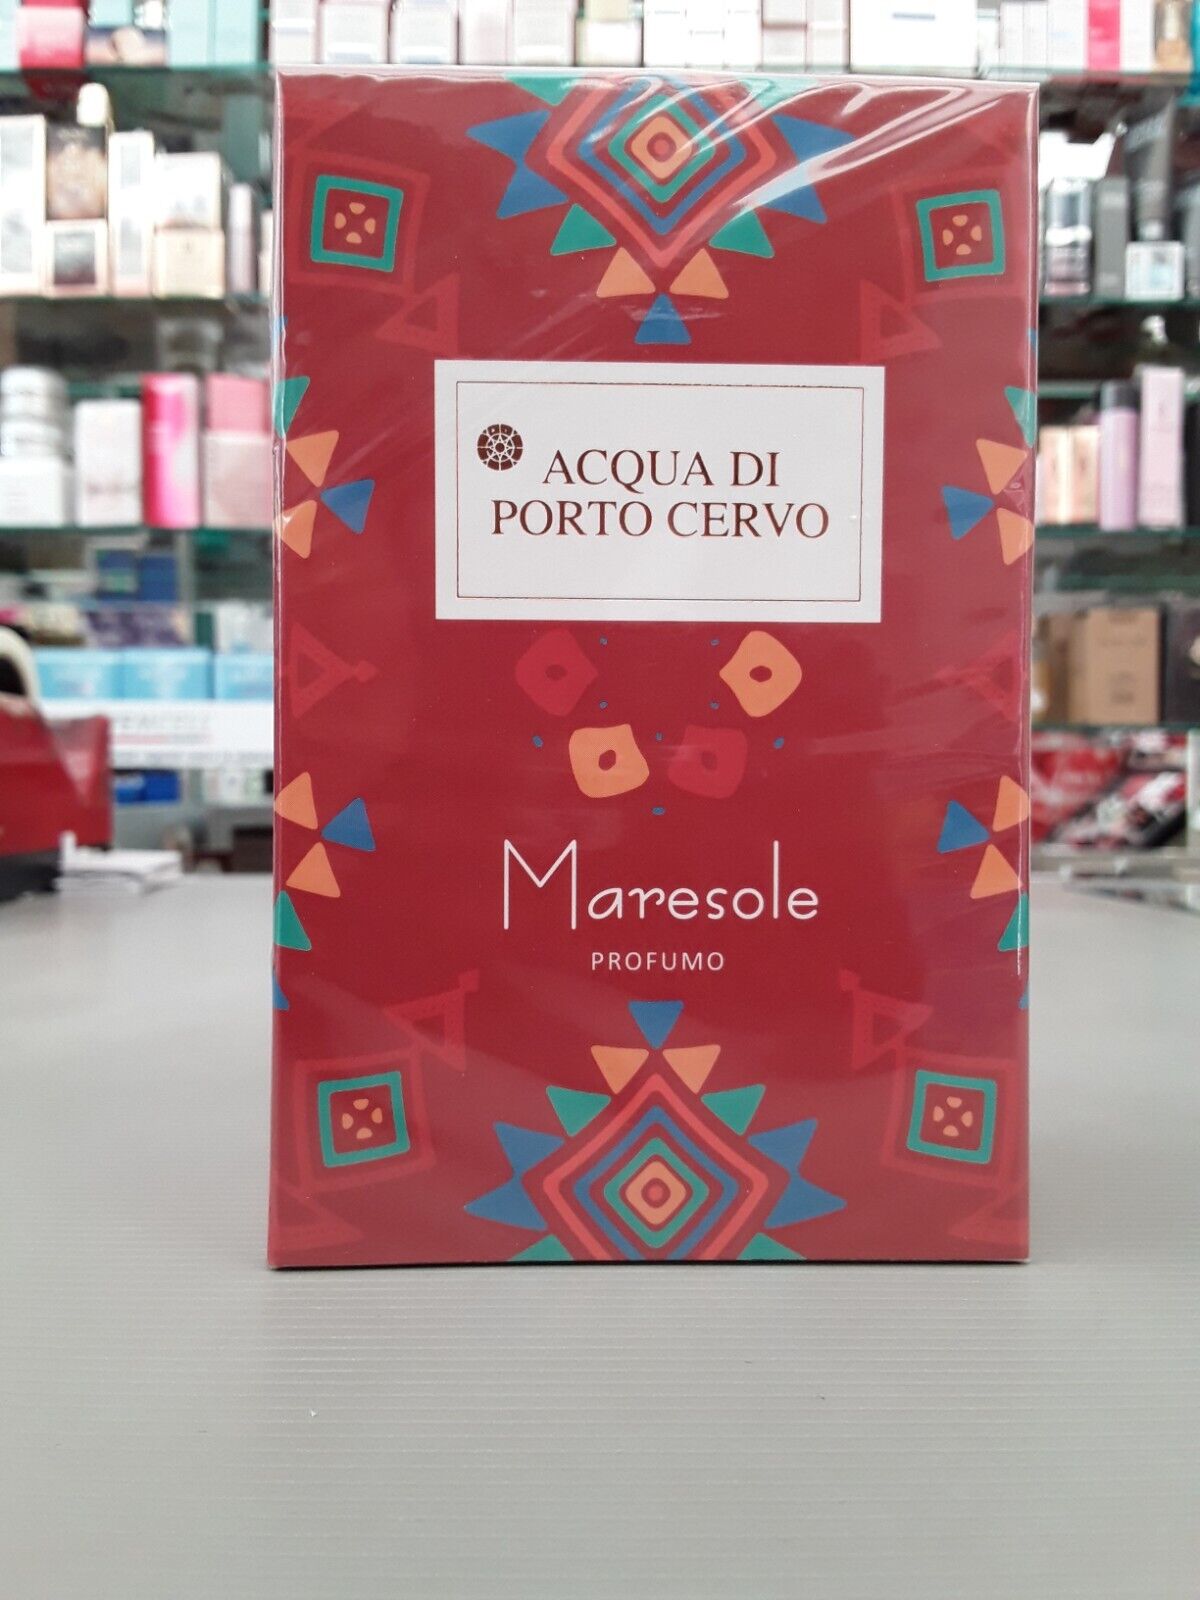 ACQUA DI
PORTO CERVO
Maresole
PROFUMO